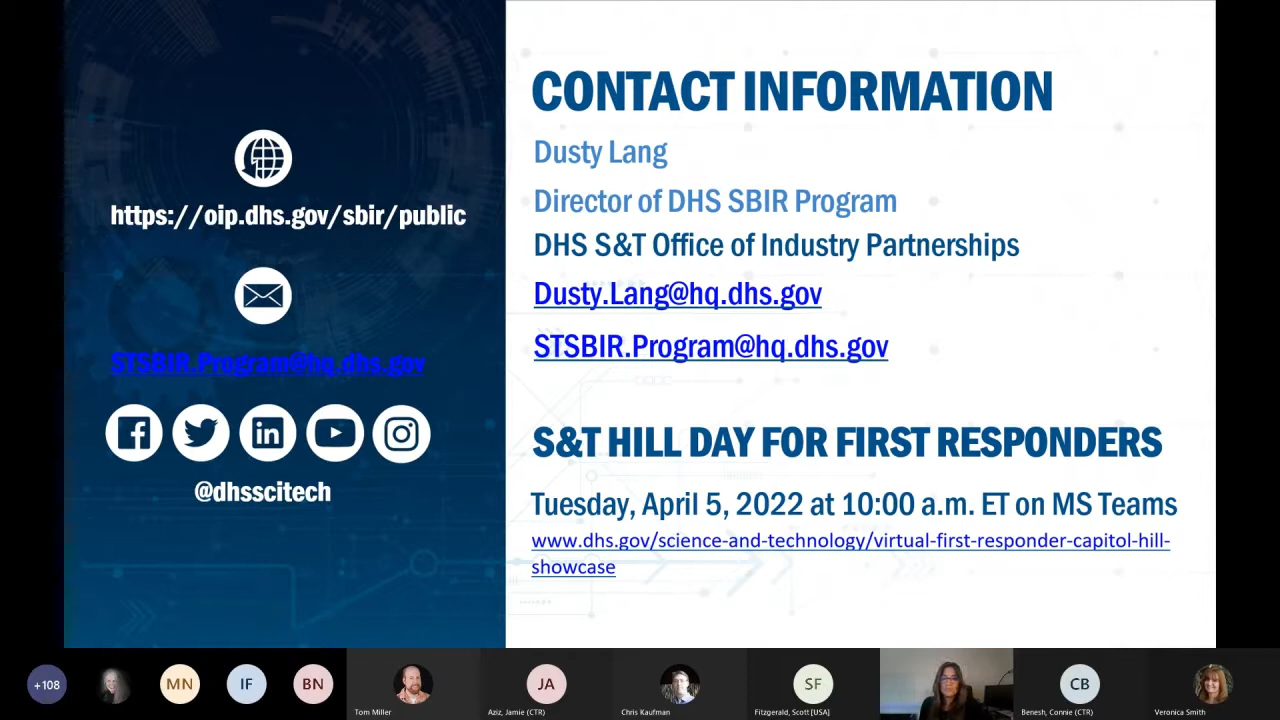 https://oip.dhs.gov/sbir/public
STSBIR.Program@hq.dhs.gov
@dhsscitech
CONTACT INFORMATION
Dusty Lang
Director of DHS SBIR Program
DHS S&T Office of Industry Partnerships
Dusty.Lang@hq.dhs.gov
STSBIR.Program@hq.dhs.gov
S&T HILL DAY FOR FIRST RESPONDERS
Tuesday, April 5, 2022 at 10:00 a.m. ET on MS Teams
www.dhs.gov/science-and-technology/virtual-first-responder-capitol-hill-
showcase
+108
MN
IF
BN
Tom Miller
JA
Aziz, Jamie (CTR)
Chris Kaufman
SF
Fitzgerald, Scott [USA]
CB
Benesh, Connie (CTR)
Veronica Smith